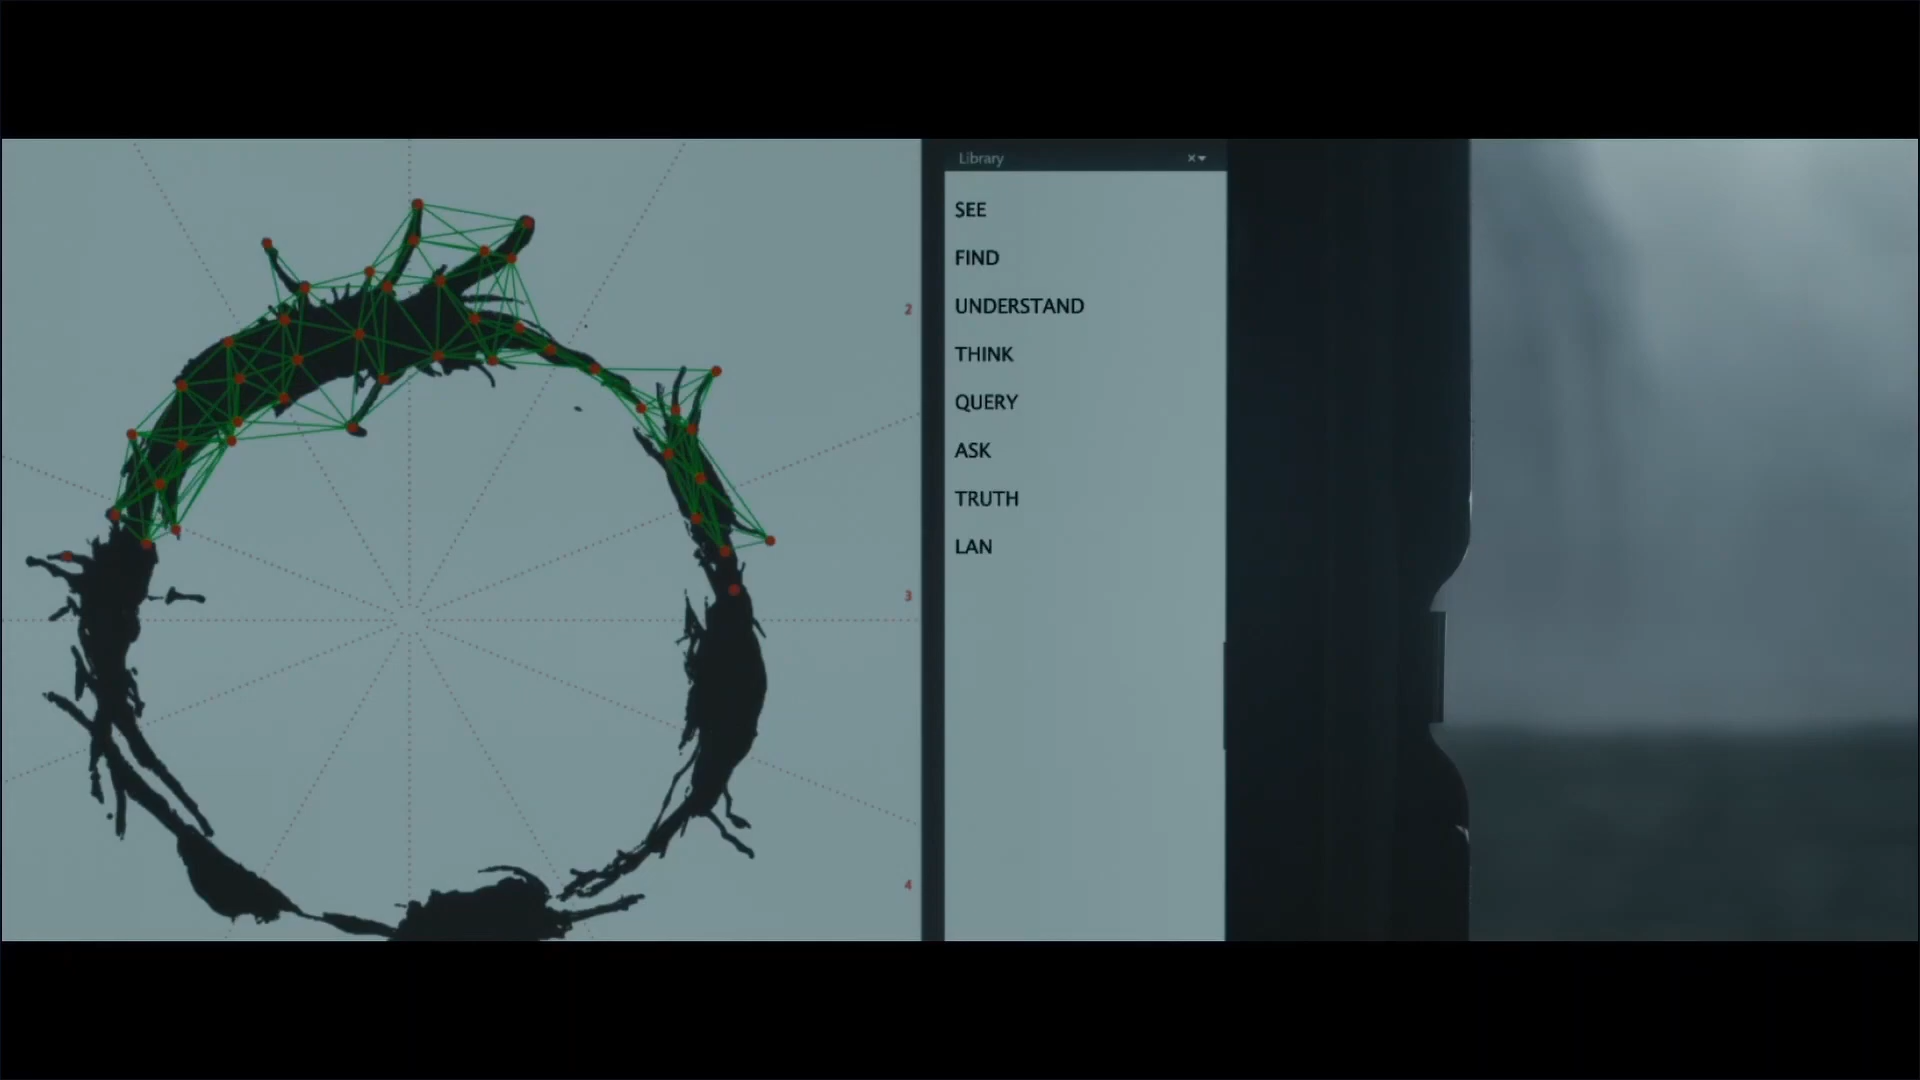 Library
SEE
FIND
UNDERSTAND
THINK
QUERY
ASK
TRUTH
LAN
2
3
4